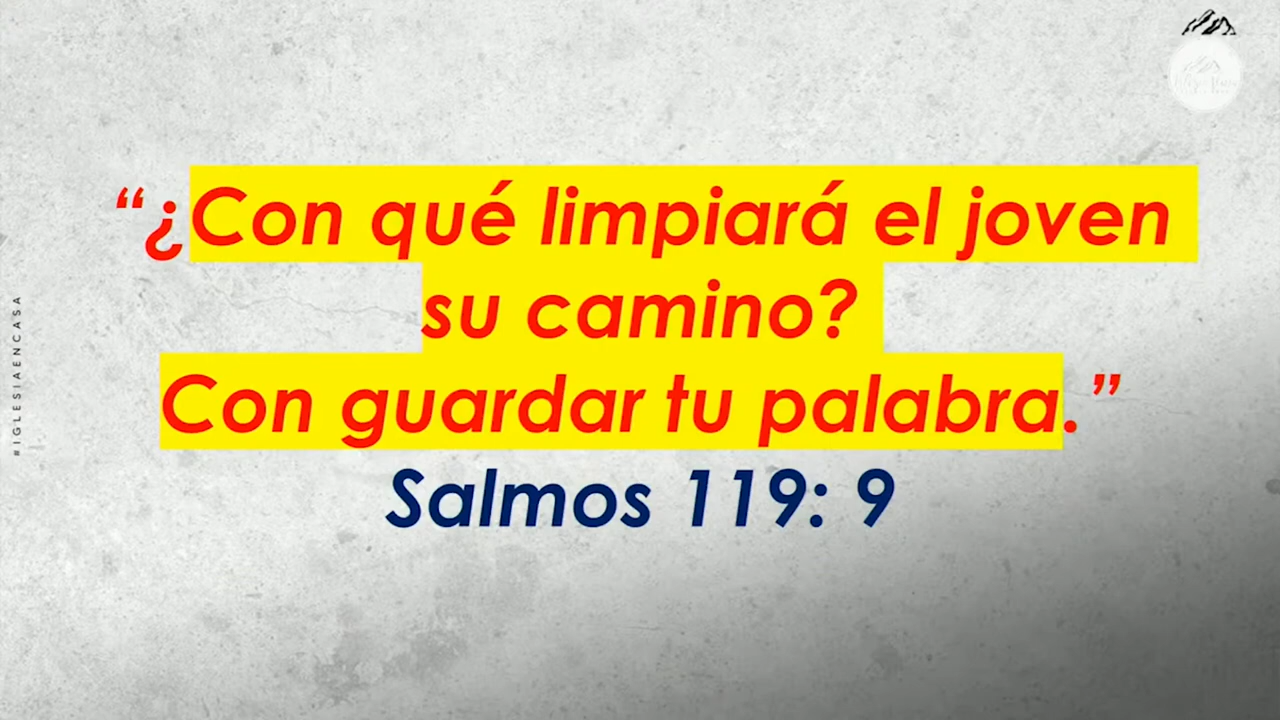 “¿Con qué limpiará el joven
su camino?
Con guardar tu palabra.”
Salmos 119: 9
#IGLESIAENCASA